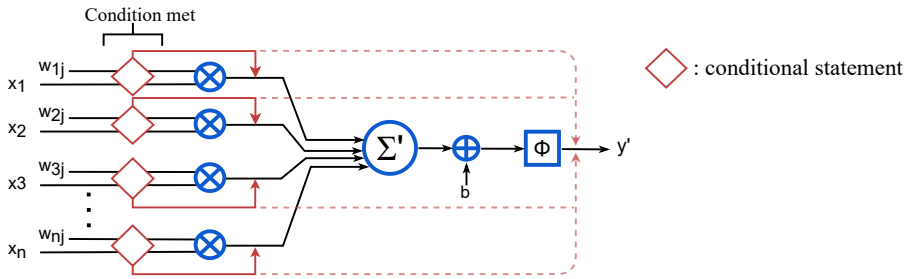 Condition met
w1j
x1
w2j
x2
w3j
x3
wnj
xn
Σ'
b
Φ
y'
: conditional statement